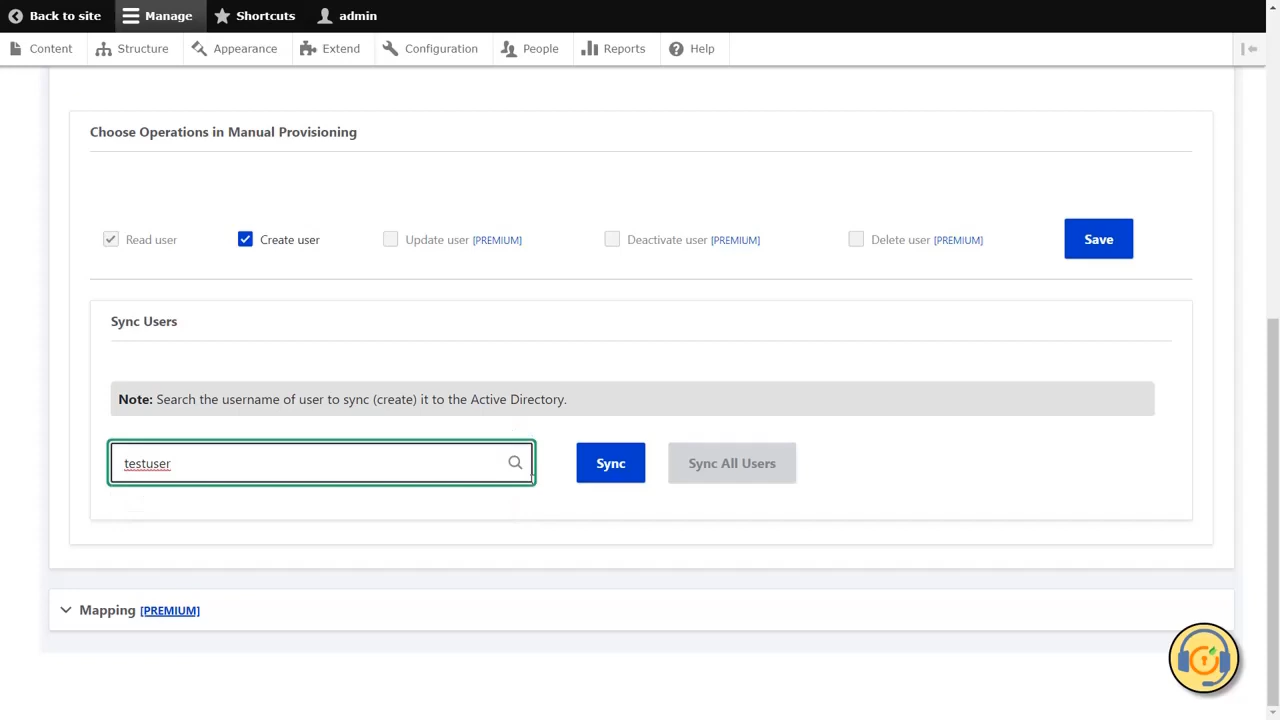 Back to site Manage Shortcuts admin
Content Structure Appearance Extend Configuration People Reports Help
Choose Operations in Manual Provisioning
Read user Create user Update user [PREMIUM] Deactivate user [PREMIUM] Delete user [PREMIUM] Save
Sync Users
Note: Search the username of user to sync (create) it to the Active Directory.
testuser Sync Sync All Users
Mapping [PREMIUM]